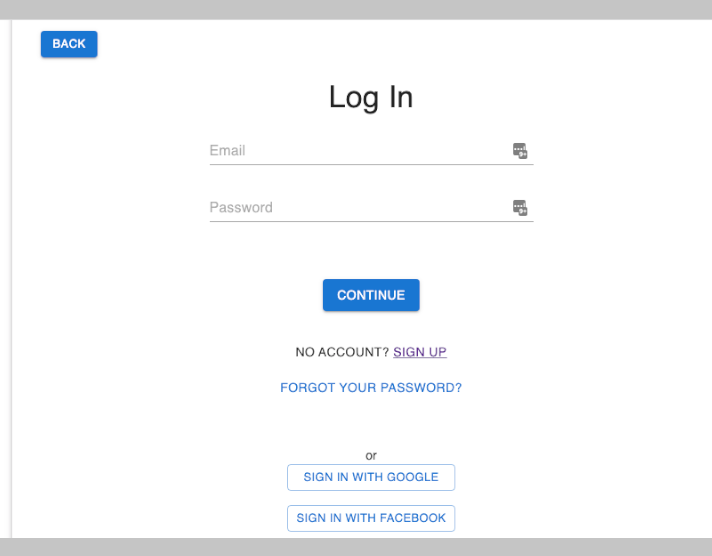 BACK
Log In
Email
Password
CONTINUE
NO ACCOUNT? SIGN UP
FORGOT YOUR PASSWORD?
or
SIGN IN WITH GOOGLE
SIGN IN WITH FACEBOOK